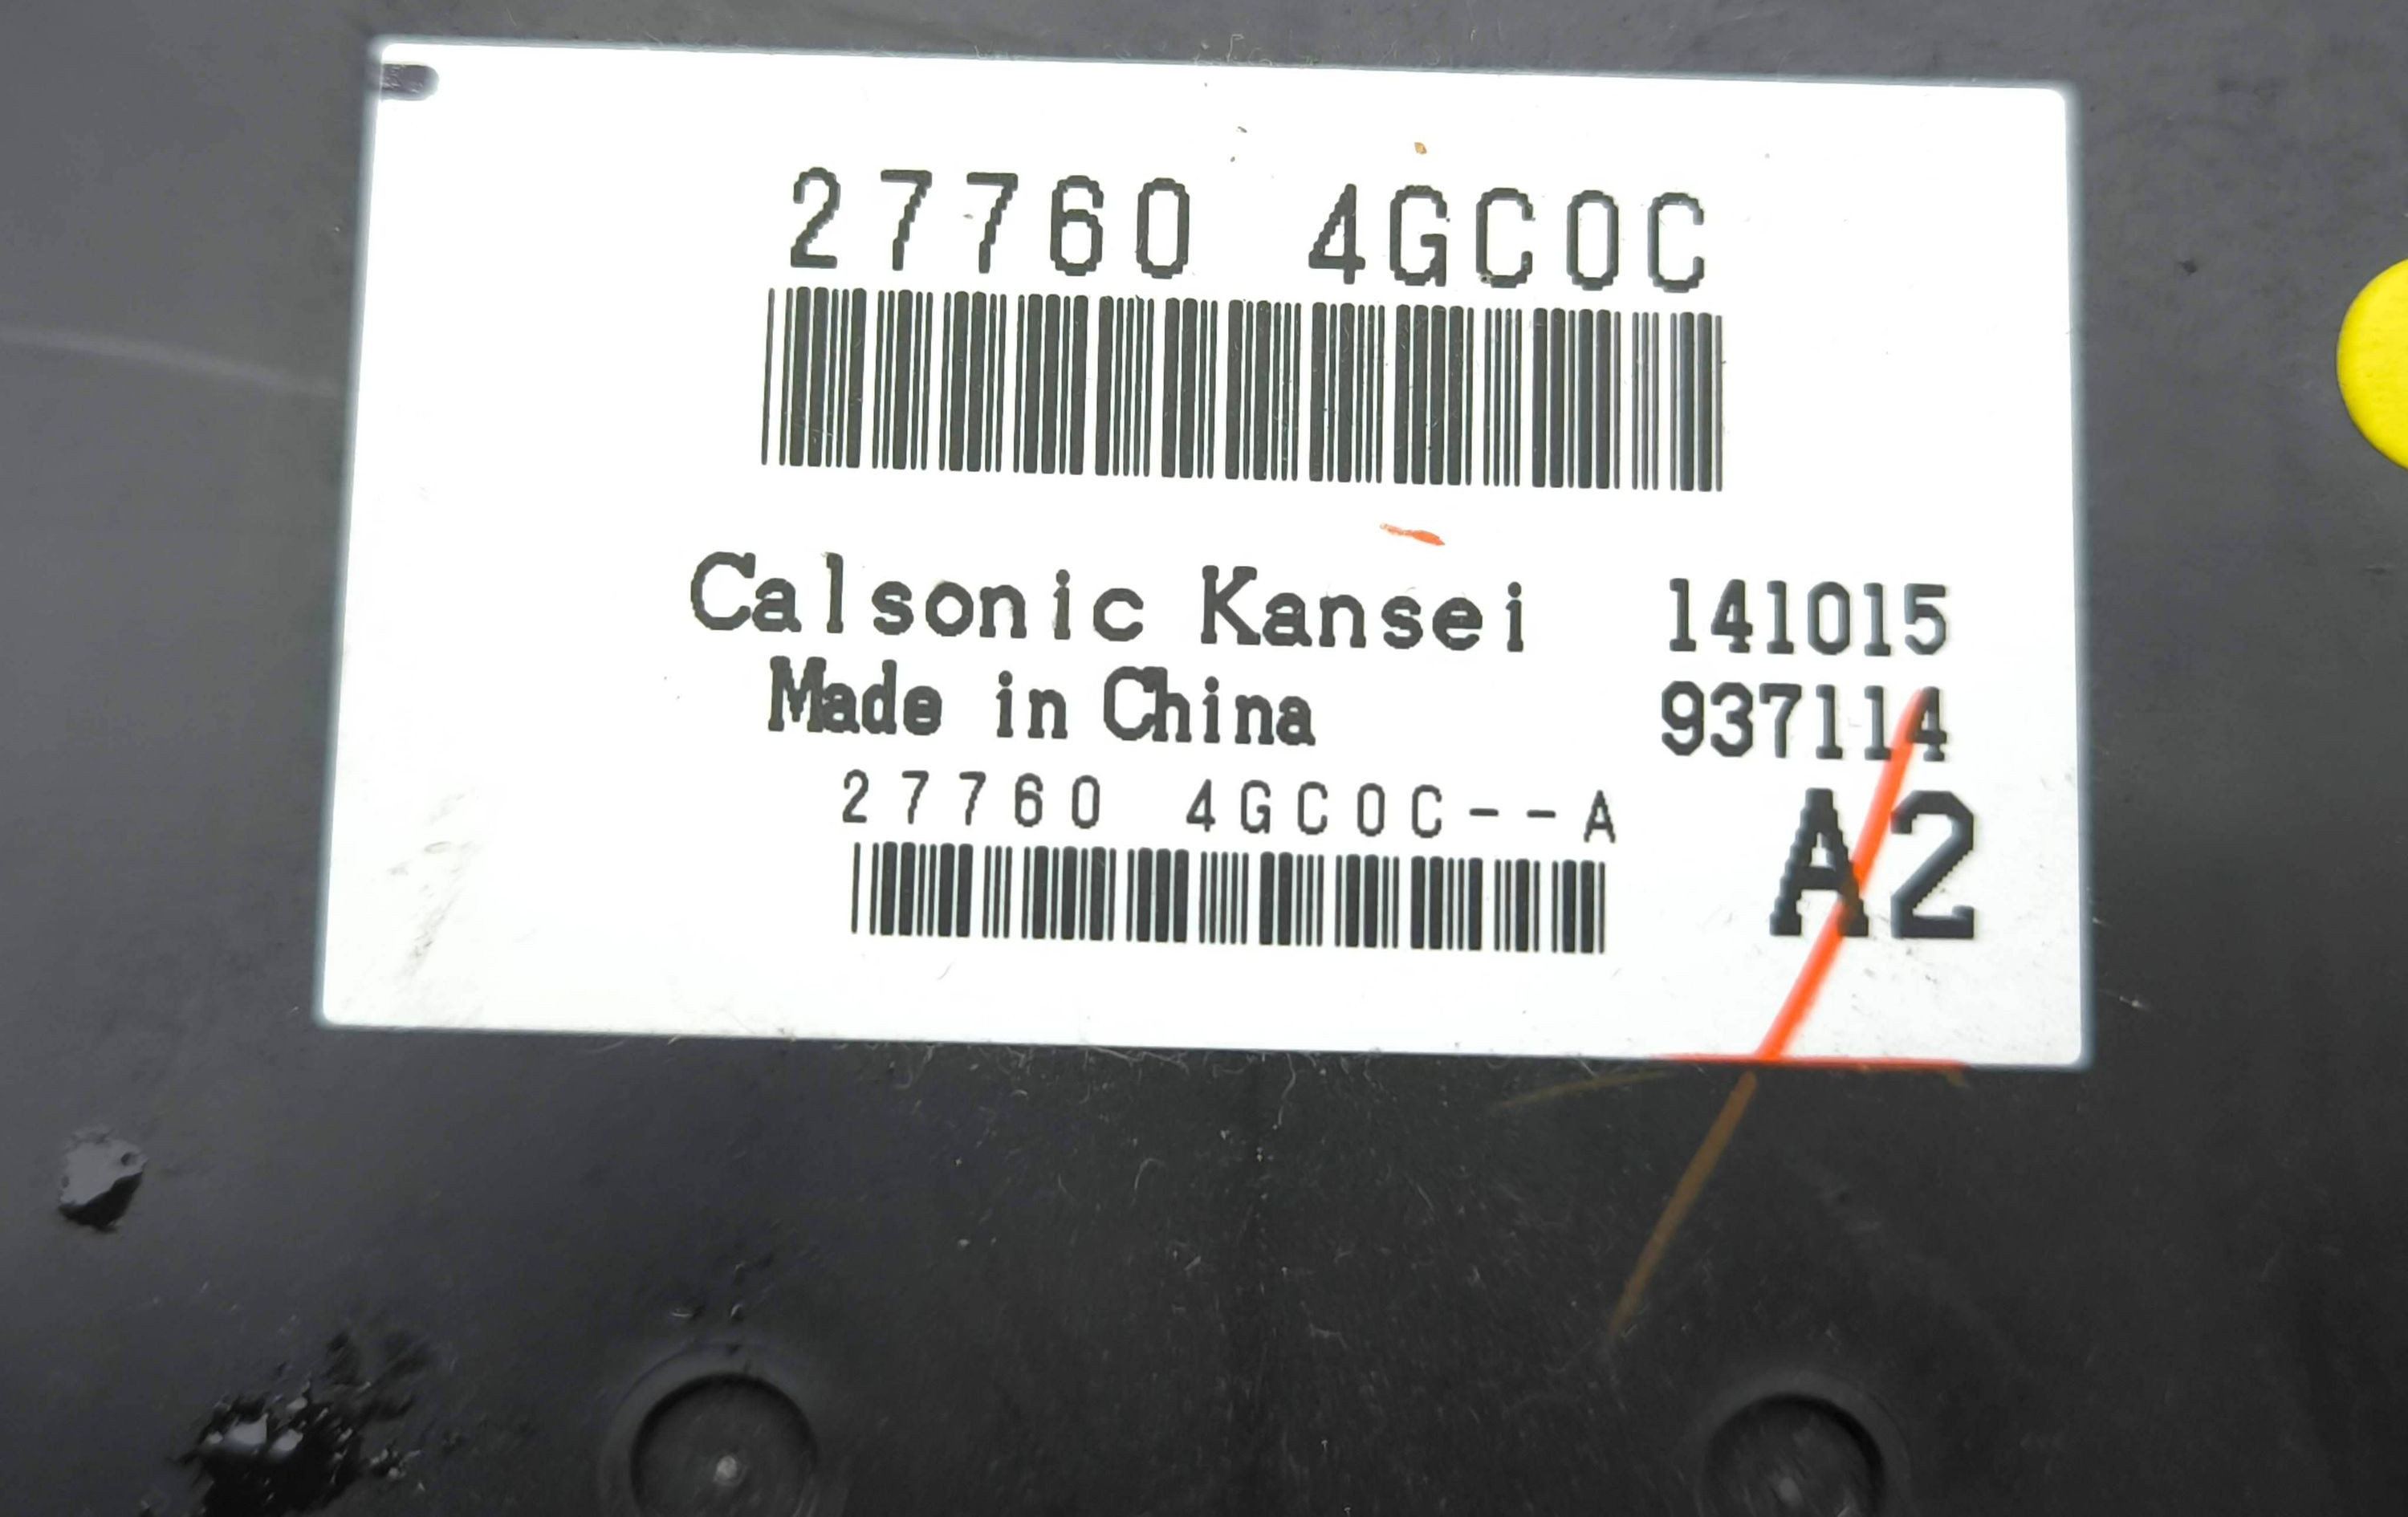 27760 4GC0C
Calsonic Kansei 141015
Made in China 937114
27760 4GC0C--A A2